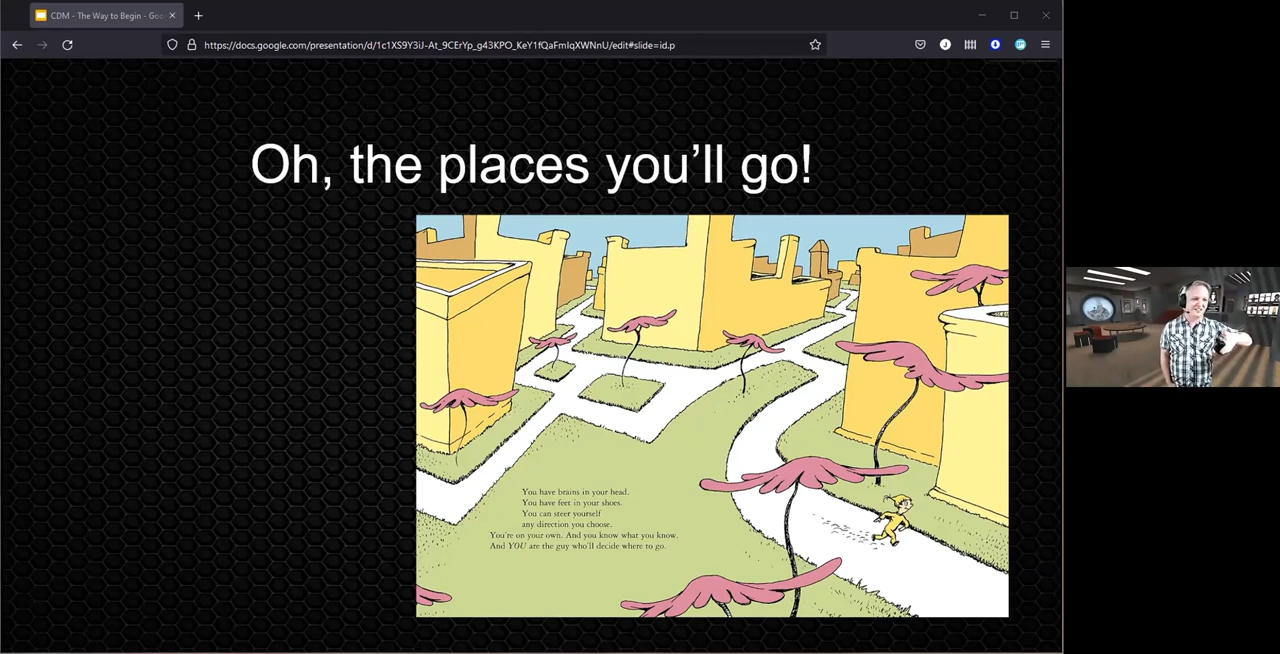 CDM - The Way to Begin - Goo
https://docs.google.com/presentation/d/1c1XS9Y3iJ-At_9CErYp_g43KPO_KeY1fQaFmIqXWNnU/edit#slide=id.p
Oh, the places you’ll go!
You have brains in your head.
You have feet in your shoes.
You can steer yourself
any direction you choose.
You're on your own. And you know what you know.
And YOU are the guy who'll decide where to go.